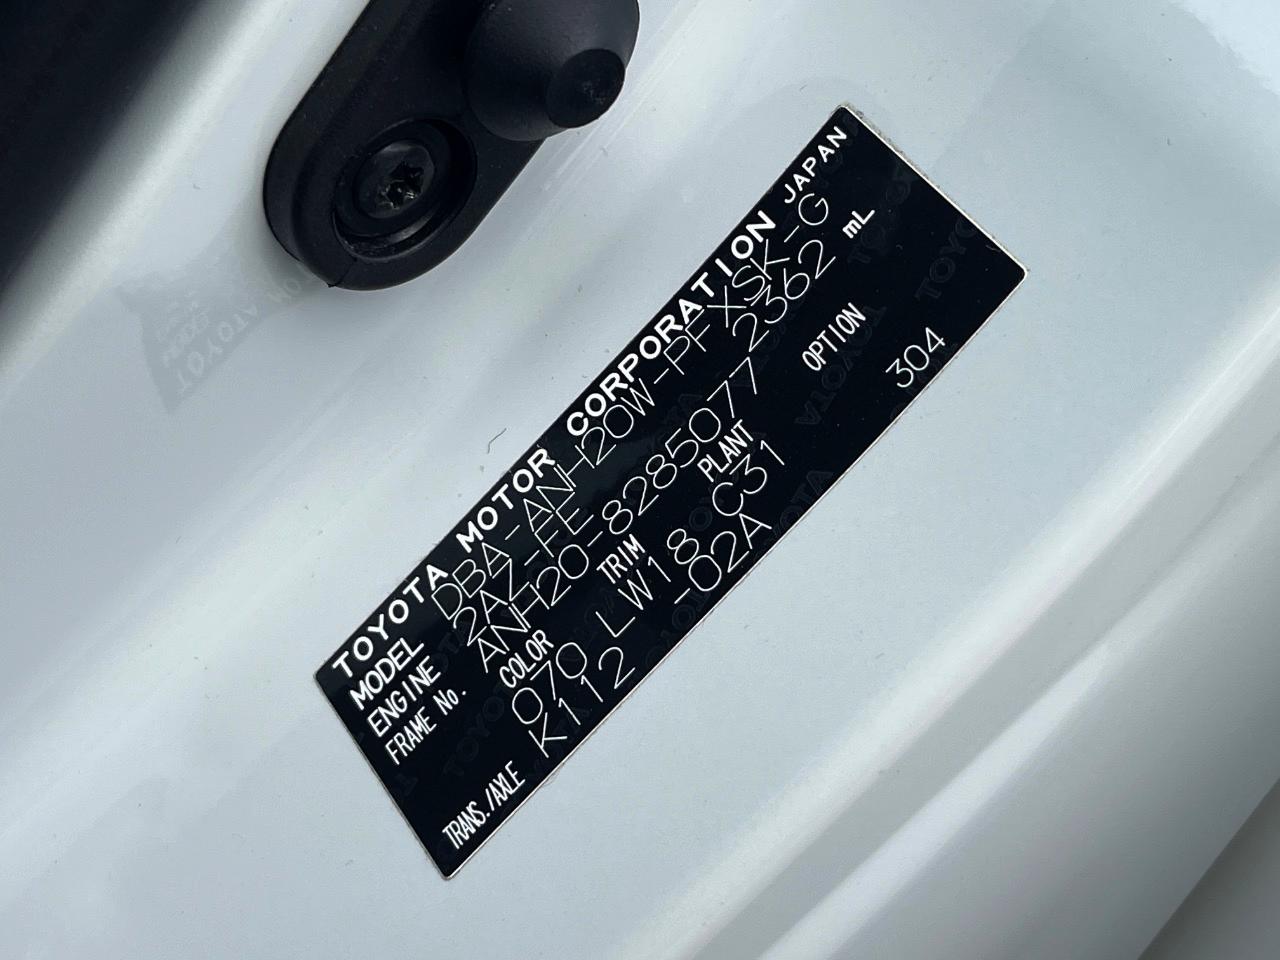 TOYOTA MOTOR CORPORATION JAPAN
MODEL DBA-ANH20W-PFXSK-G
ENGINE 2AZ-FE 2362 mL
FRAME No. ANH20-8285077
COLOR TRIM PLANT OPTION
070 LW18 C31 304
TRANS./AXLE K112 -02A